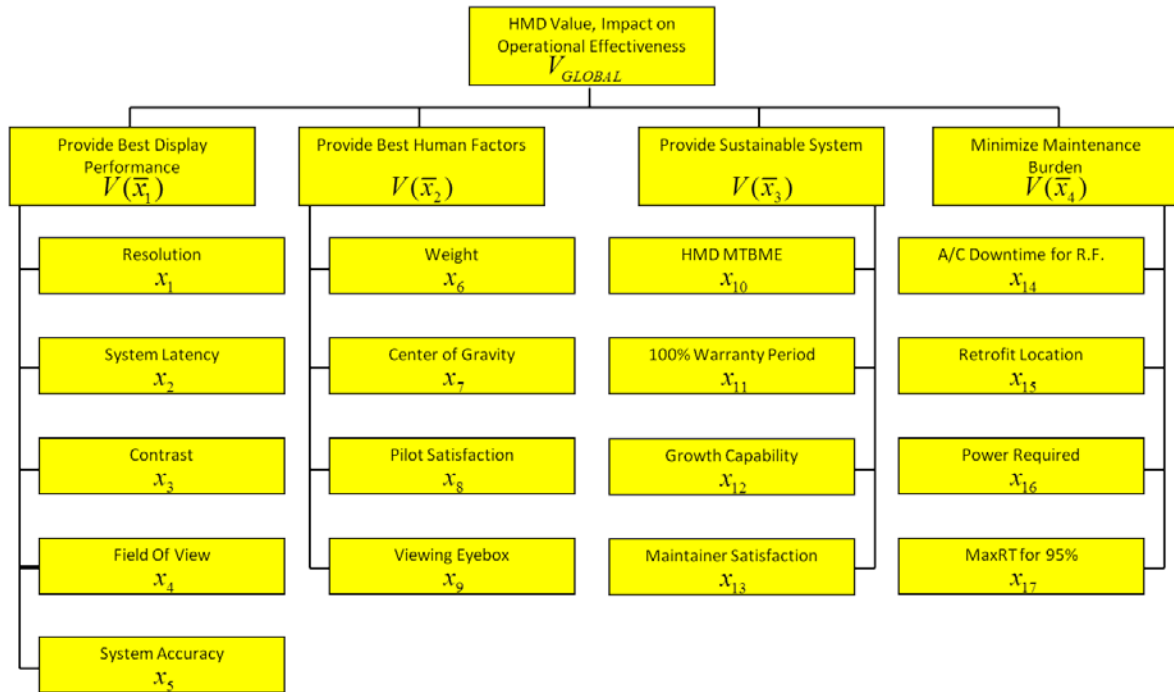 HMD Value, Impact on
Operational Effectiveness
V_GLOBAL
Provide Best Display
Performance
V(x̅₁)
Resolution
x₁
System Latency
x₂
Contrast
x₃
Field Of View
x₄
System Accuracy
x₅
Provide Best Human Factors
V(x̅₂)
Weight
x₆
Center of Gravity
x₇
Pilot Satisfaction
x₈
Viewing Eyebox
x₉
Provide Sustainable System
V(x̅₃)
HMD MTBME
x₁₀
100% Warranty Period
x₁₁
Growth Capability
x₁₂
Maintainer Satisfaction
x₁₃
Minimize Maintenance
Burden
V(x̅₄)
A/C Downtime for R.F.
x₁₄
Retrofit Location
x₁₅
Power Required
x₁₆
MaxRT for 95%
x₁₇